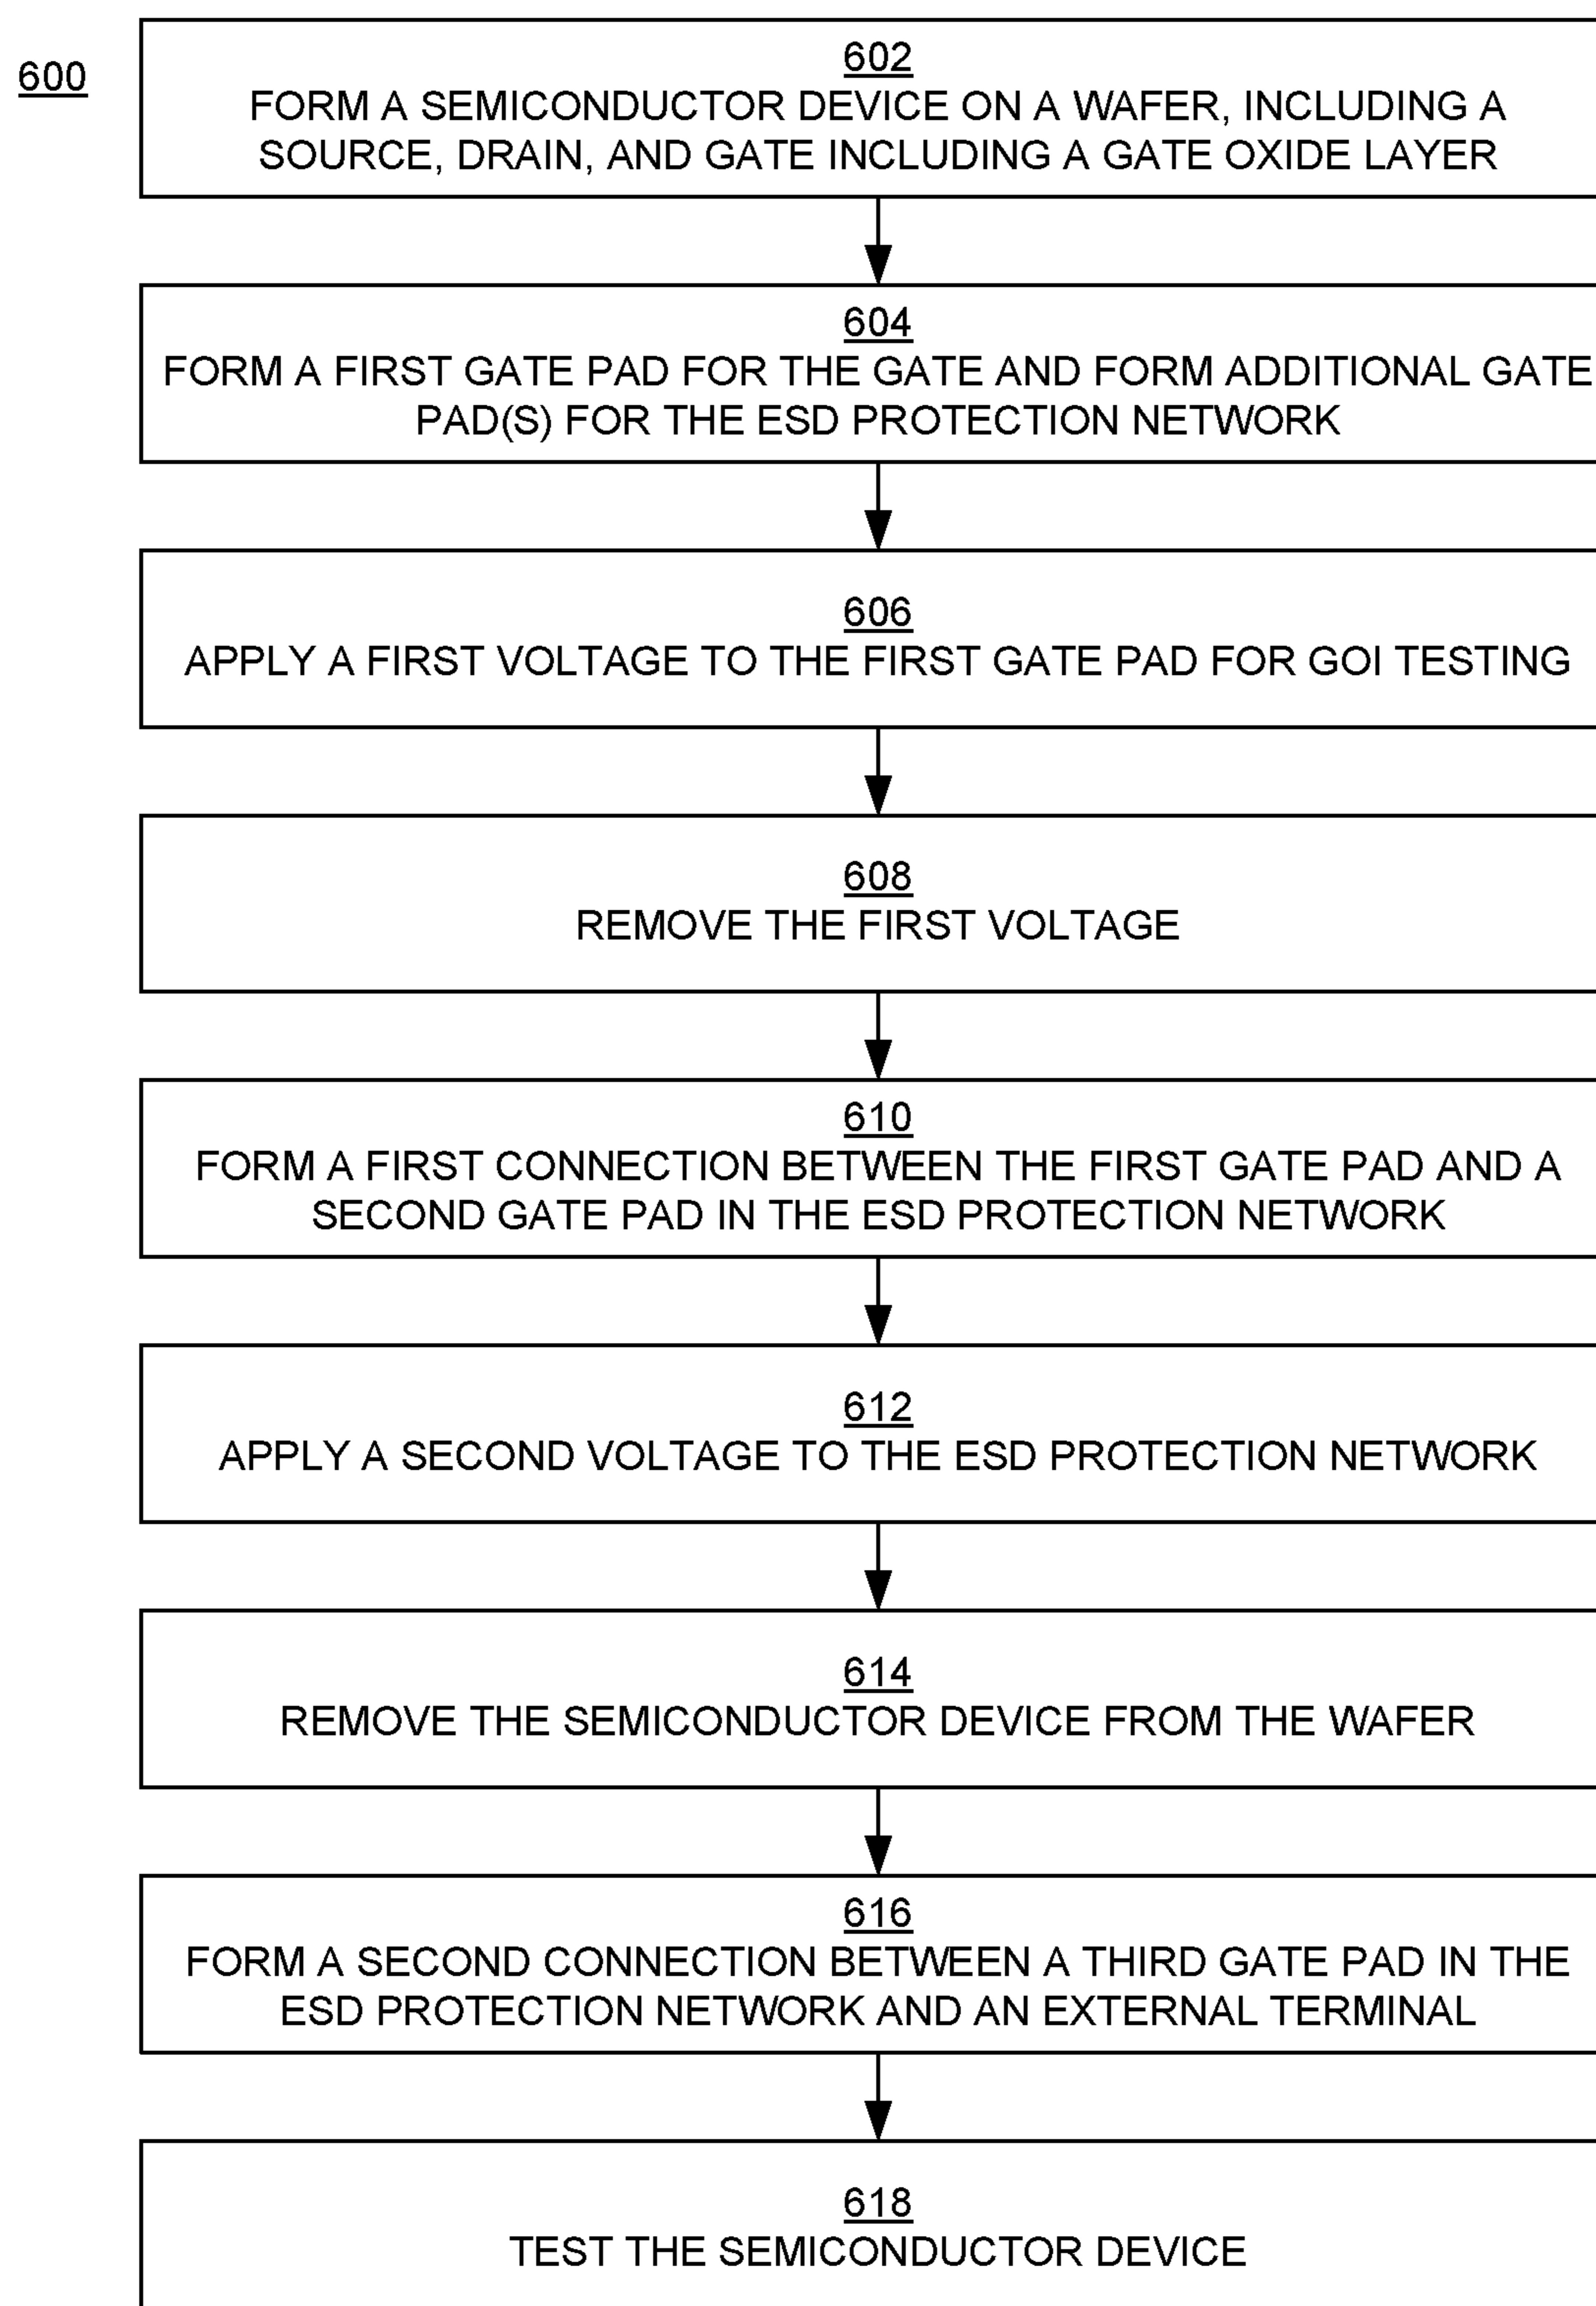 600
602
FORM A SEMICONDUCTOR DEVICE ON A WAFER, INCLUDING A
SOURCE, DRAIN, AND GATE INCLUDING A GATE OXIDE LAYER
604
FORM A FIRST GATE PAD FOR THE GATE AND FORM ADDITIONAL GATE
PAD(S) FOR THE ESD PROTECTION NETWORK
606
APPLY A FIRST VOLTAGE TO THE FIRST GATE PAD FOR GOI TESTING
608
REMOVE THE FIRST VOLTAGE
610
FORM A FIRST CONNECTION BETWEEN THE FIRST GATE PAD AND A
SECOND GATE PAD IN THE ESD PROTECTION NETWORK
612
APPLY A SECOND VOLTAGE TO THE ESD PROTECTION NETWORK
614
REMOVE THE SEMICONDUCTOR DEVICE FROM THE WAFER
616
FORM A SECOND CONNECTION BETWEEN A THIRD GATE PAD IN THE
ESD PROTECTION NETWORK AND AN EXTERNAL TERMINAL
618
TEST THE SEMICONDUCTOR DEVICE